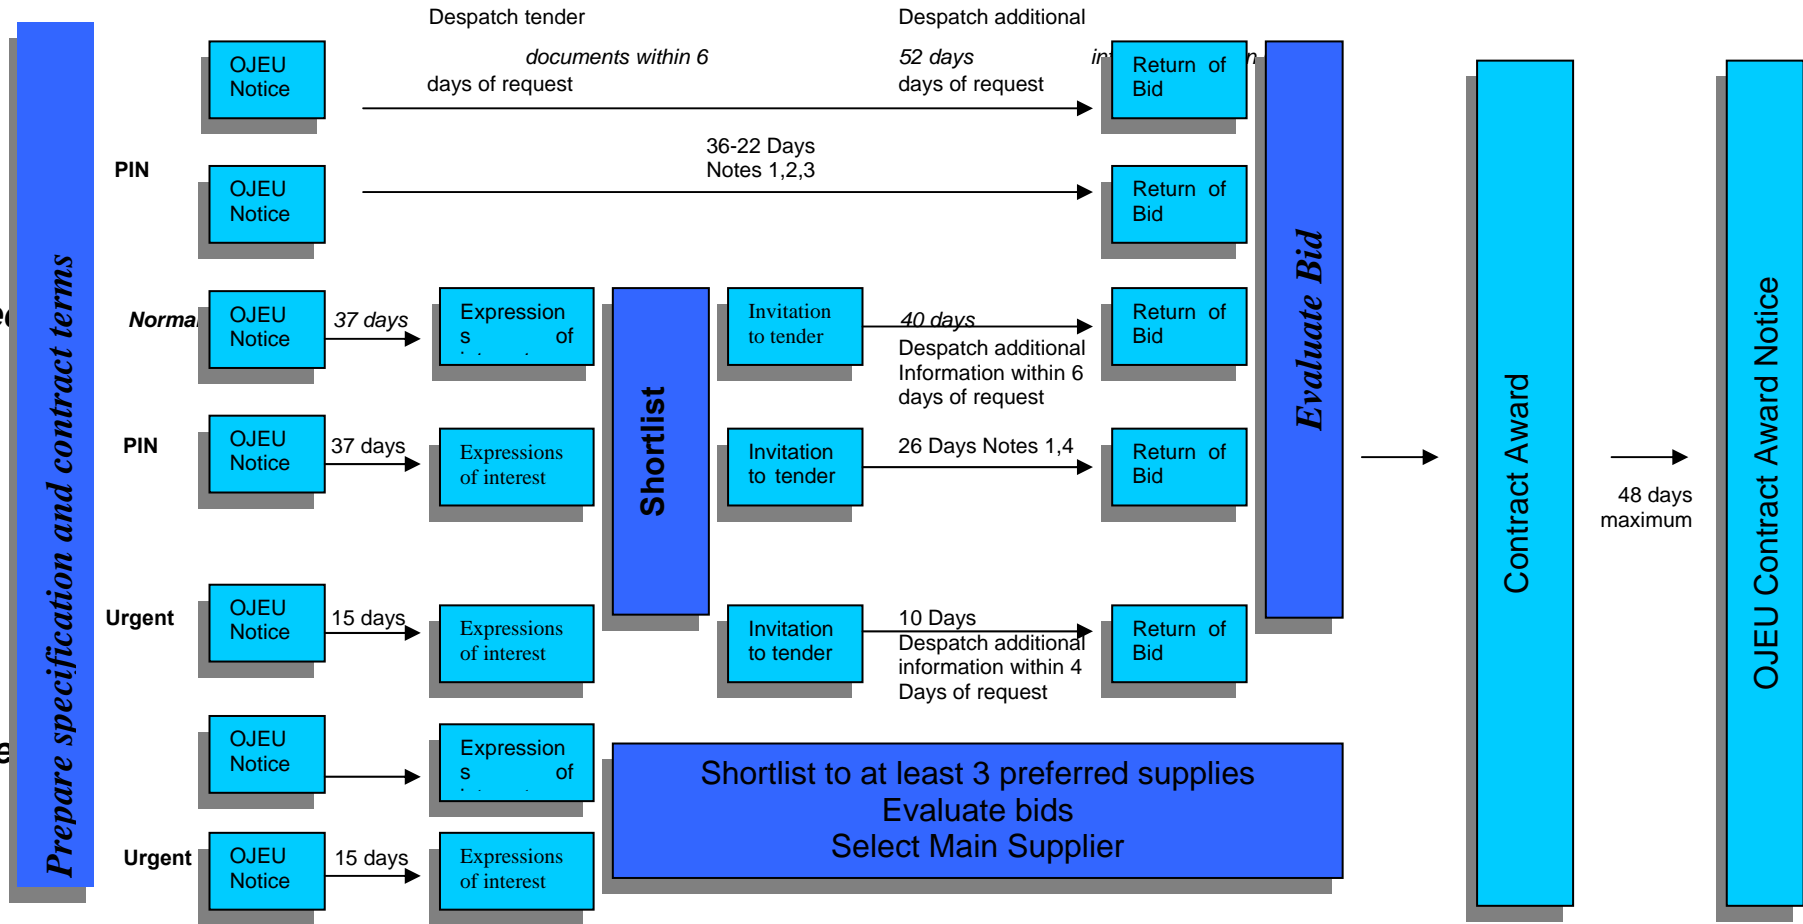 Despatch tender
Despatch additional
documents within 6
52 days
days of request
days of request
OJEU
Notice
Return of
Bid
36-22 Days
Notes 1,2,3
PIN
OJEU
Notice
Return of
Bid
Prepare specification and contract terms
Evaluate Bid
OJEU
Notice
37 days
Expression
s of
Shortlist
Invitation
to tender
40 days
Despatch additional
Information within 6
days of request
Return of
Bid
PIN
OJEU
Notice
37 days
Expressions
of interest
Invitation
to tender
26 Days Notes 1,4
Return of
Bid
Contract Award
48 days
maximum
OJEU Contract Award Notice
Urgent
OJEU
Notice
15 days
Expressions
of interest
Invitation
to tender
10 Days
Despatch additional
information within 4
Days of request
Return of
Bid
OJEU
Notice
Expression
s of
Shortlist to at least 3 preferred supplies
Evaluate bids
Select Main Supplier
Urgent
OJEU
Notice
15 days
Expressions
of interest